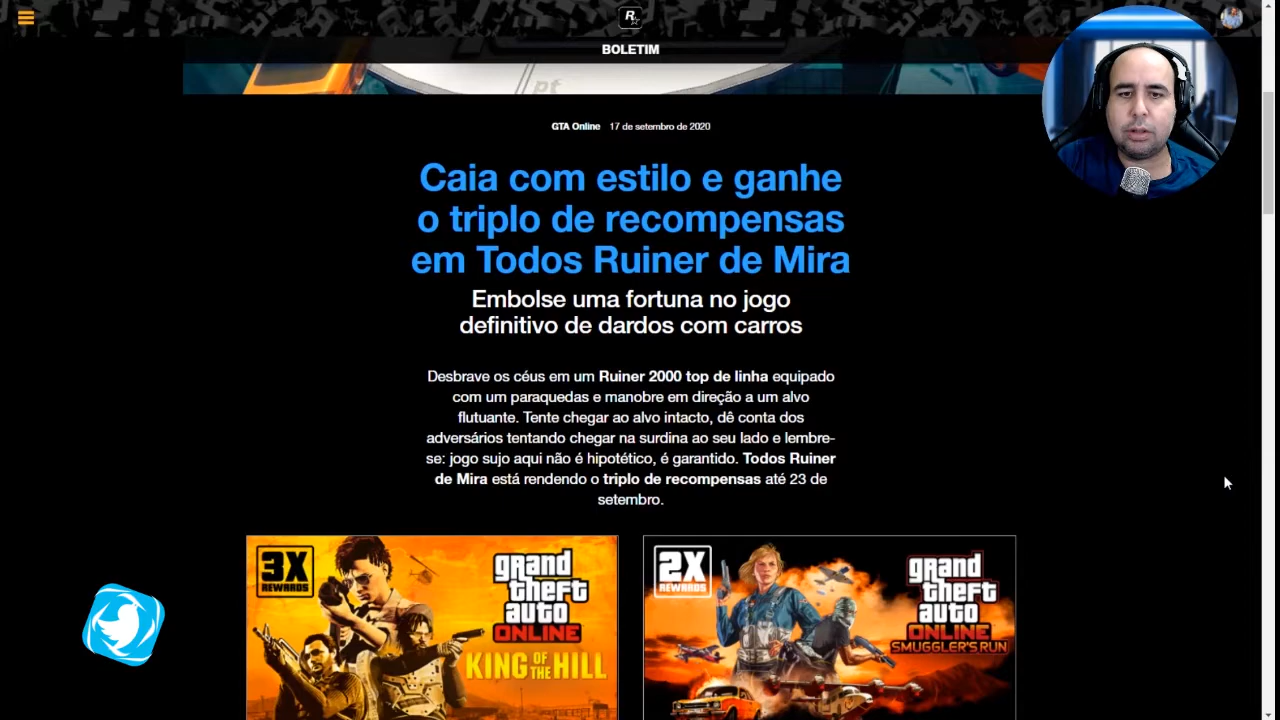 R
BOLETIM
pt
GTA Online 17 de setembro de 2020
Caia com estilo e ganhe
o triplo de recompensas
em Todos Ruiner de Mira
Embolse uma fortuna no jogo
definitivo de dardos com carros
Desbrave os céus em um Ruiner 2000 top de linha equipado
com um paraquedas e manobre em direção a um alvo
flutuante. Tente chegar ao alvo intacto, dê conta dos
adversários tentando chegar na surdina ao seu lado e lembre-
se: jogo sujo aqui não é hipotético, é garantido. Todos Ruiner
de Mira está rendendo o triplo de recompensas até 23 de
setembro.
3X
REWARDS
grand
theft
auto
ONLINE
KING OF THE HILL
2X
REWARDS
grand
theft
auto
ONLINE
SMUGGLER'S RUN